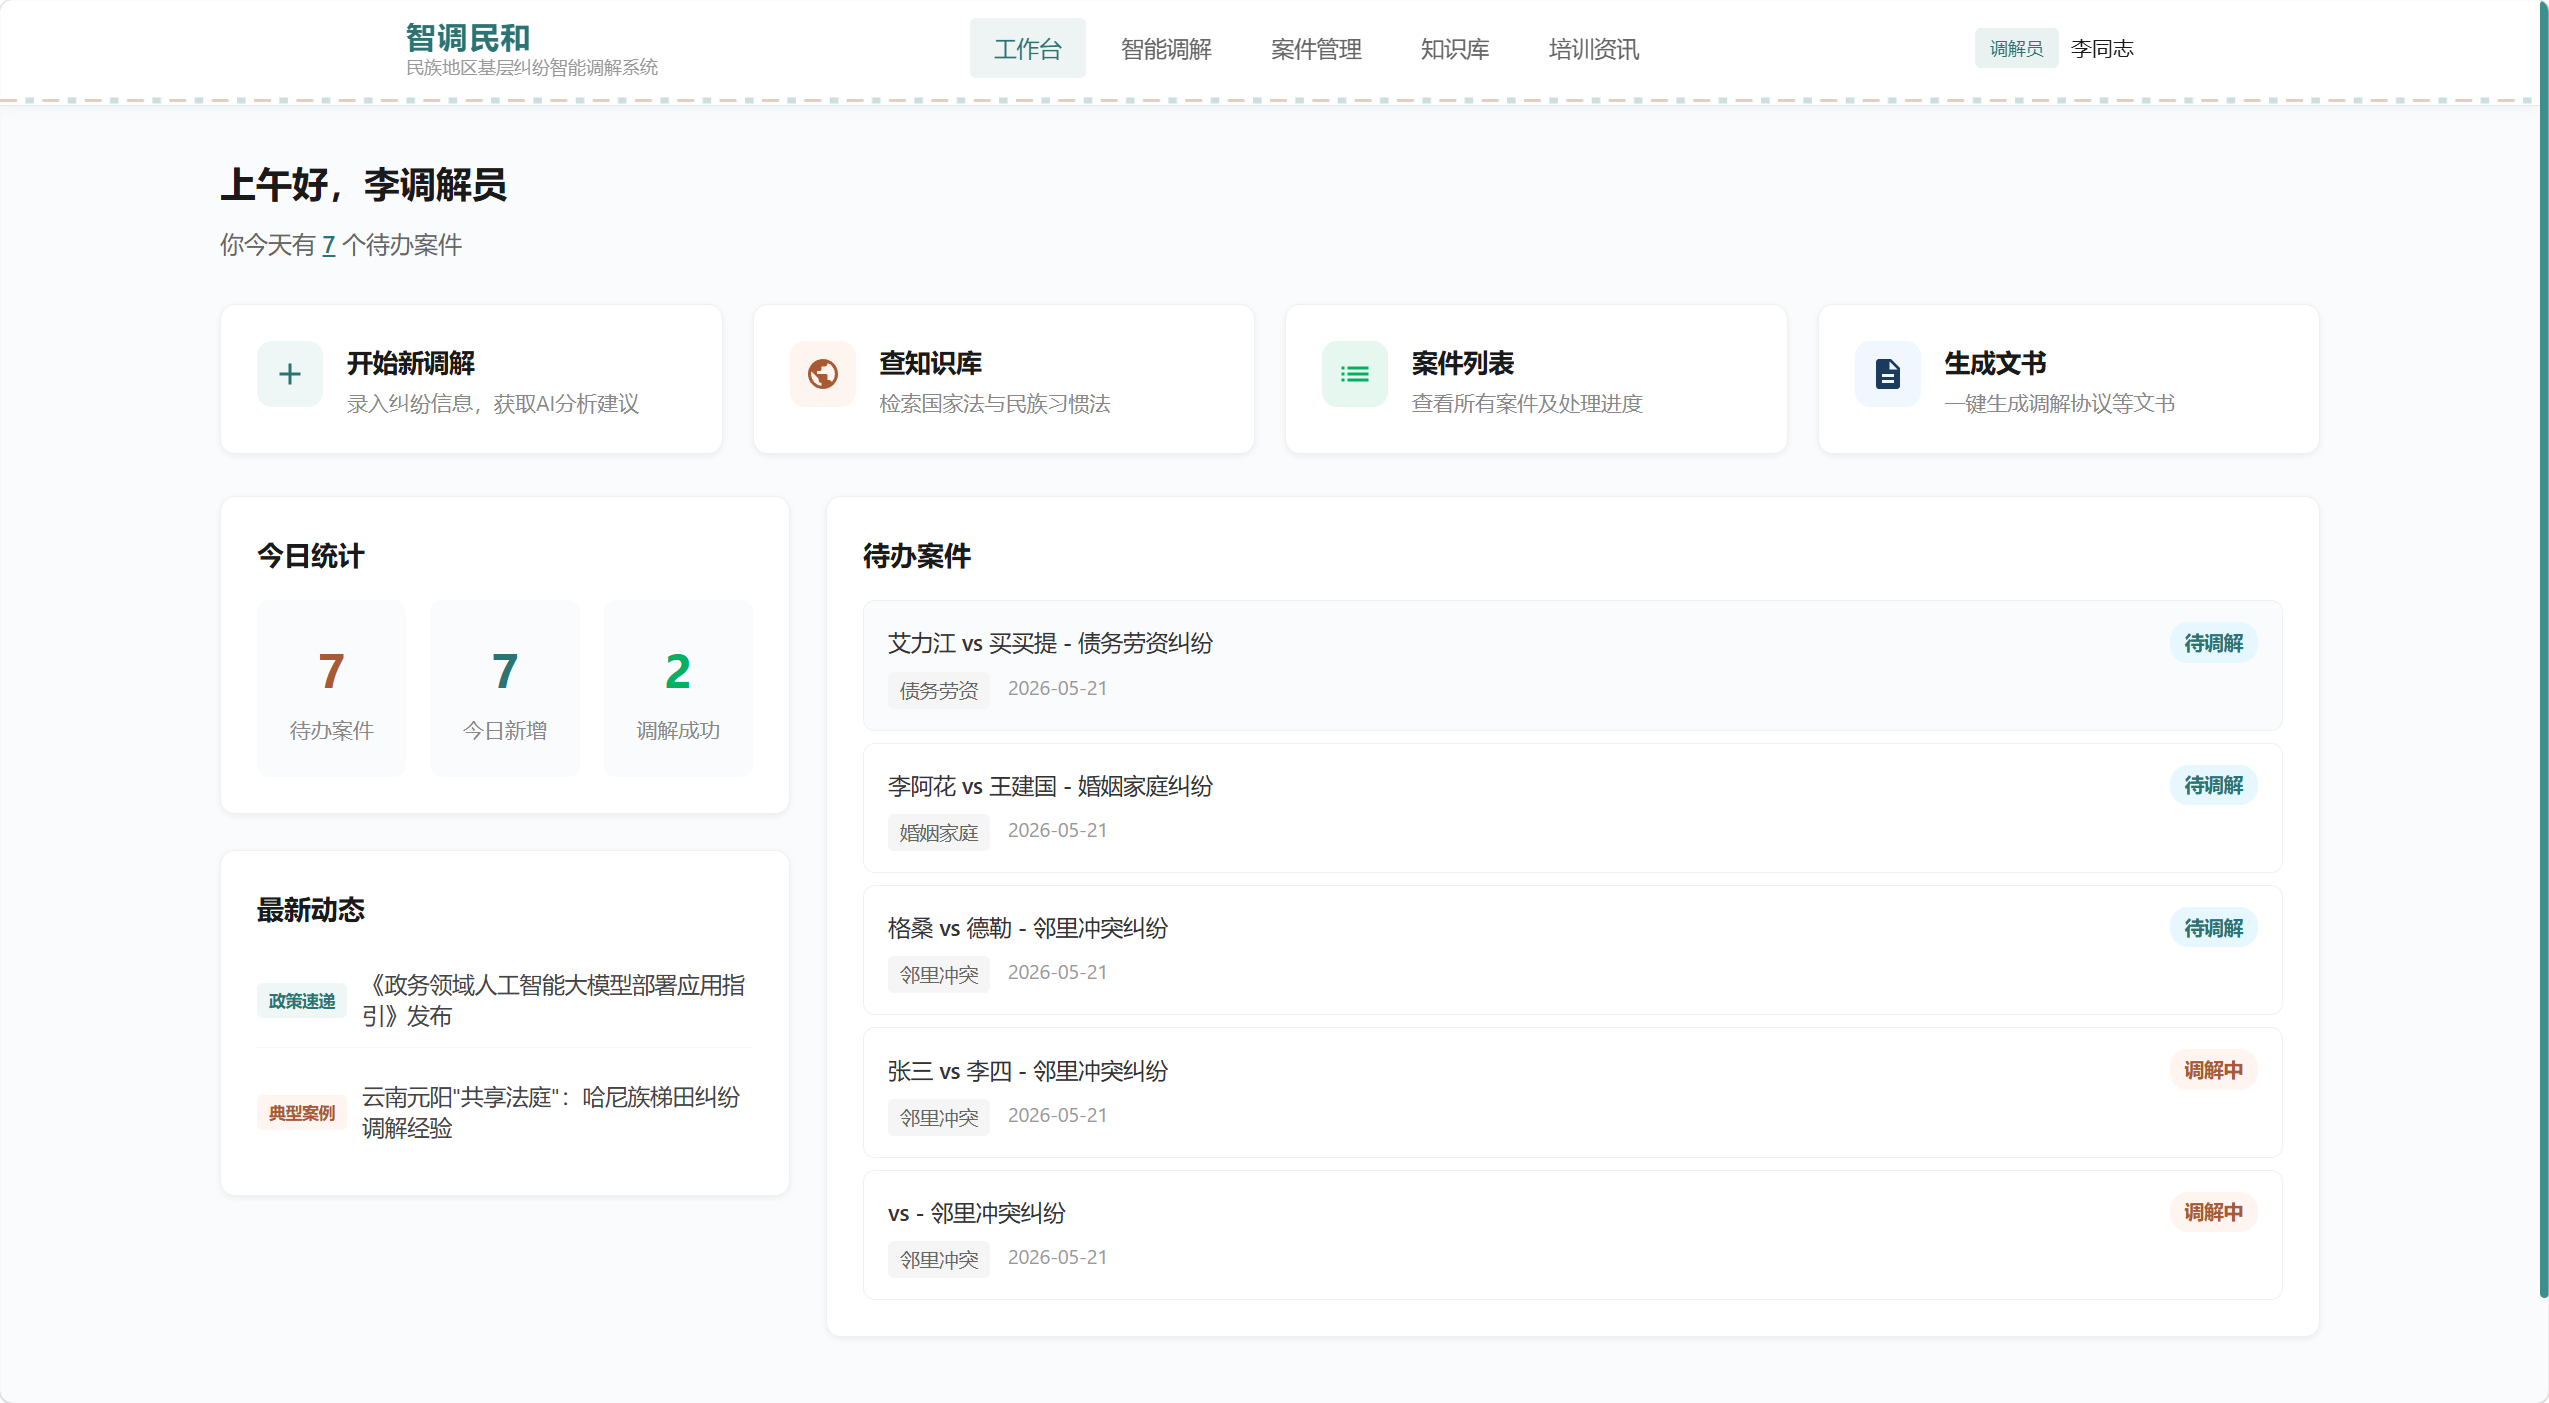 智调民和
民族地区基层纠纷智能调解系统
工作台
智能调解
案件管理
知识库
培训资讯
调解员 李同志
上午好，李调解员
你今天有 7 个待办案件
开始新调解
录入纠纷信息，获取AI分析建议
查知识库
检索国家法与民族习惯法
案件列表
查看所有案件及处理进度
生成文书
一键生成调解协议等文书
今日统计
7
待办案件
7
今日新增
2
调解成功
最新动态
政策速递
《政务领域人工智能大模型部署应用指
引》发布
典型案例
云南元阳"共享法庭"：哈尼族梯田纠纷
调解经验
待办案件
艾力江 vs 买买提 - 债务劳资纠纷
待调解
债务劳资 2026-05-21
李阿花 vs 王建国 - 婚姻家庭纠纷
待调解
婚姻家庭 2026-05-21
格桑 vs 德勒 - 邻里冲突纠纷
待调解
邻里冲突 2026-05-21
张三 vs 李四 - 邻里冲突纠纷
调解中
邻里冲突 2026-05-21
vs - 邻里冲突纠纷
调解中
邻里冲突 2026-05-21